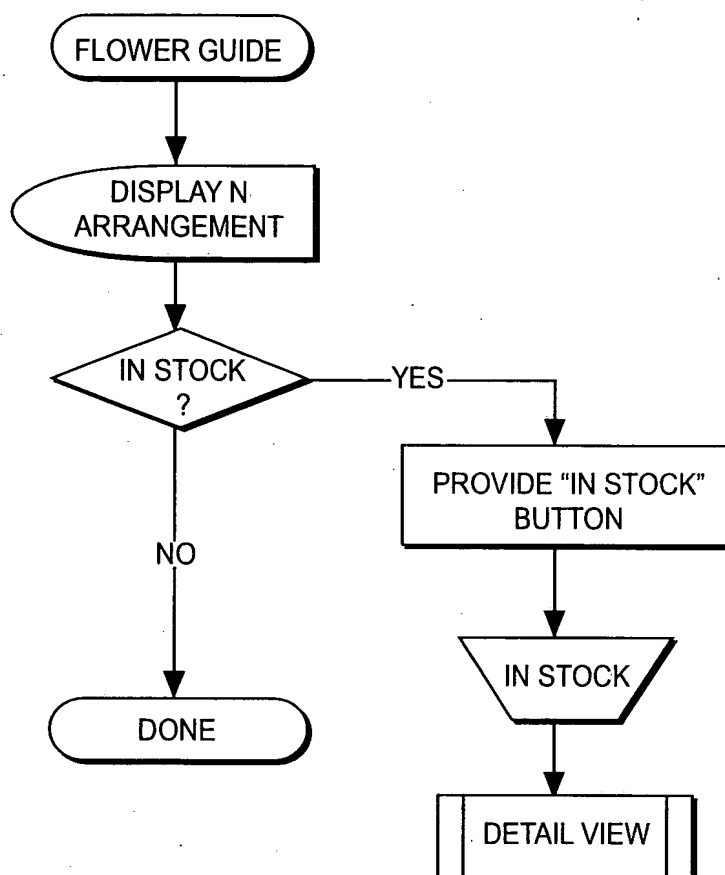 FLOWER GUIDE
DISPLAY N
ARRANGEMENT
IN STOCK
?
YES
PROVIDE “IN STOCK”
BUTTON
NO
IN STOCK
DONE
DETAIL VIEW